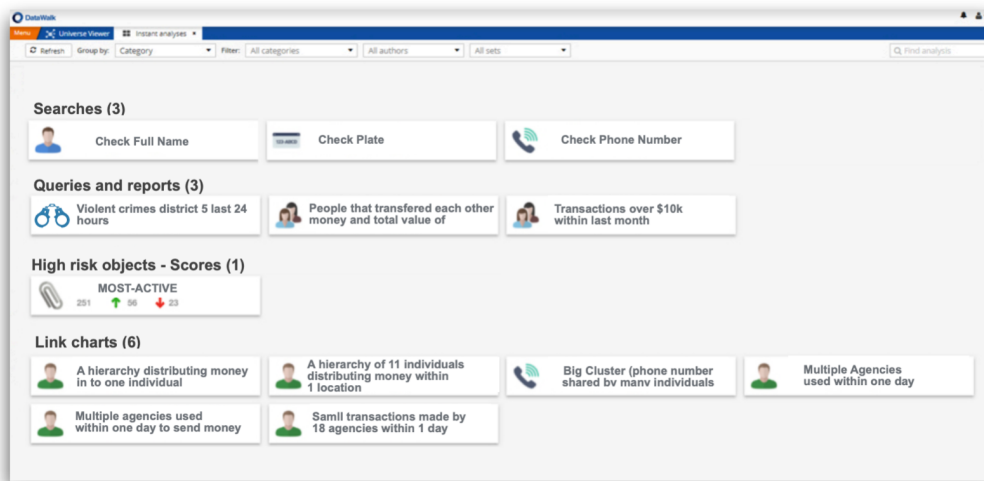 DataWalk
Menu Universe Viewer Instant analyses
Refresh Group by: Category Filter: All categories All authors All sets Find analysis
Searches (3)
Check Full Name
Check Plate
Check Phone Number
Queries and reports (3)
Violent crimes district 5 last 24
hours
People that transfered each other
money and total value of
Transactions over $10k
within last month
High risk objects - Scores (1)
MOST-ACTIVE
251 56 23
Link charts (6)
A hierarchy distributing money
in to one individual
A hierarchy of 11 individuals
distributing money within
1 location
Big Cluster (phone number
shared by many individuals
Multiple Agencies
used within one day
Multiple agencies used
within one day to send money
Samll transactions made by
18 agencies within 1 day